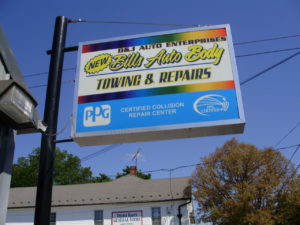 D&J AUTO ENTERPRISES
NEW
Bills Auto Body
TOWING & REPAIRS
PPG
CERTIFIED COLLISION
REPAIR CENTER